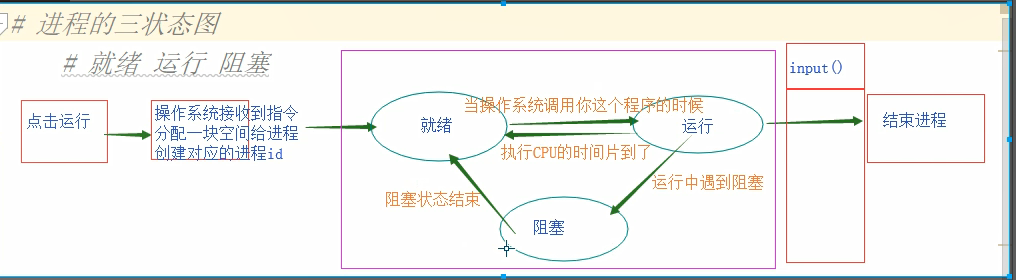 # 进程的三状态图
# 就绪 运行 阻塞
点击运行
操作系统接收到指令
分配一块空间给进程
创建对应的进程id
就绪
当操作系统调用你这个程序的时候
运行
执行CPU的时间片到了
运行中遇到阻塞
阻塞状态结束
阻塞
input()
结束进程